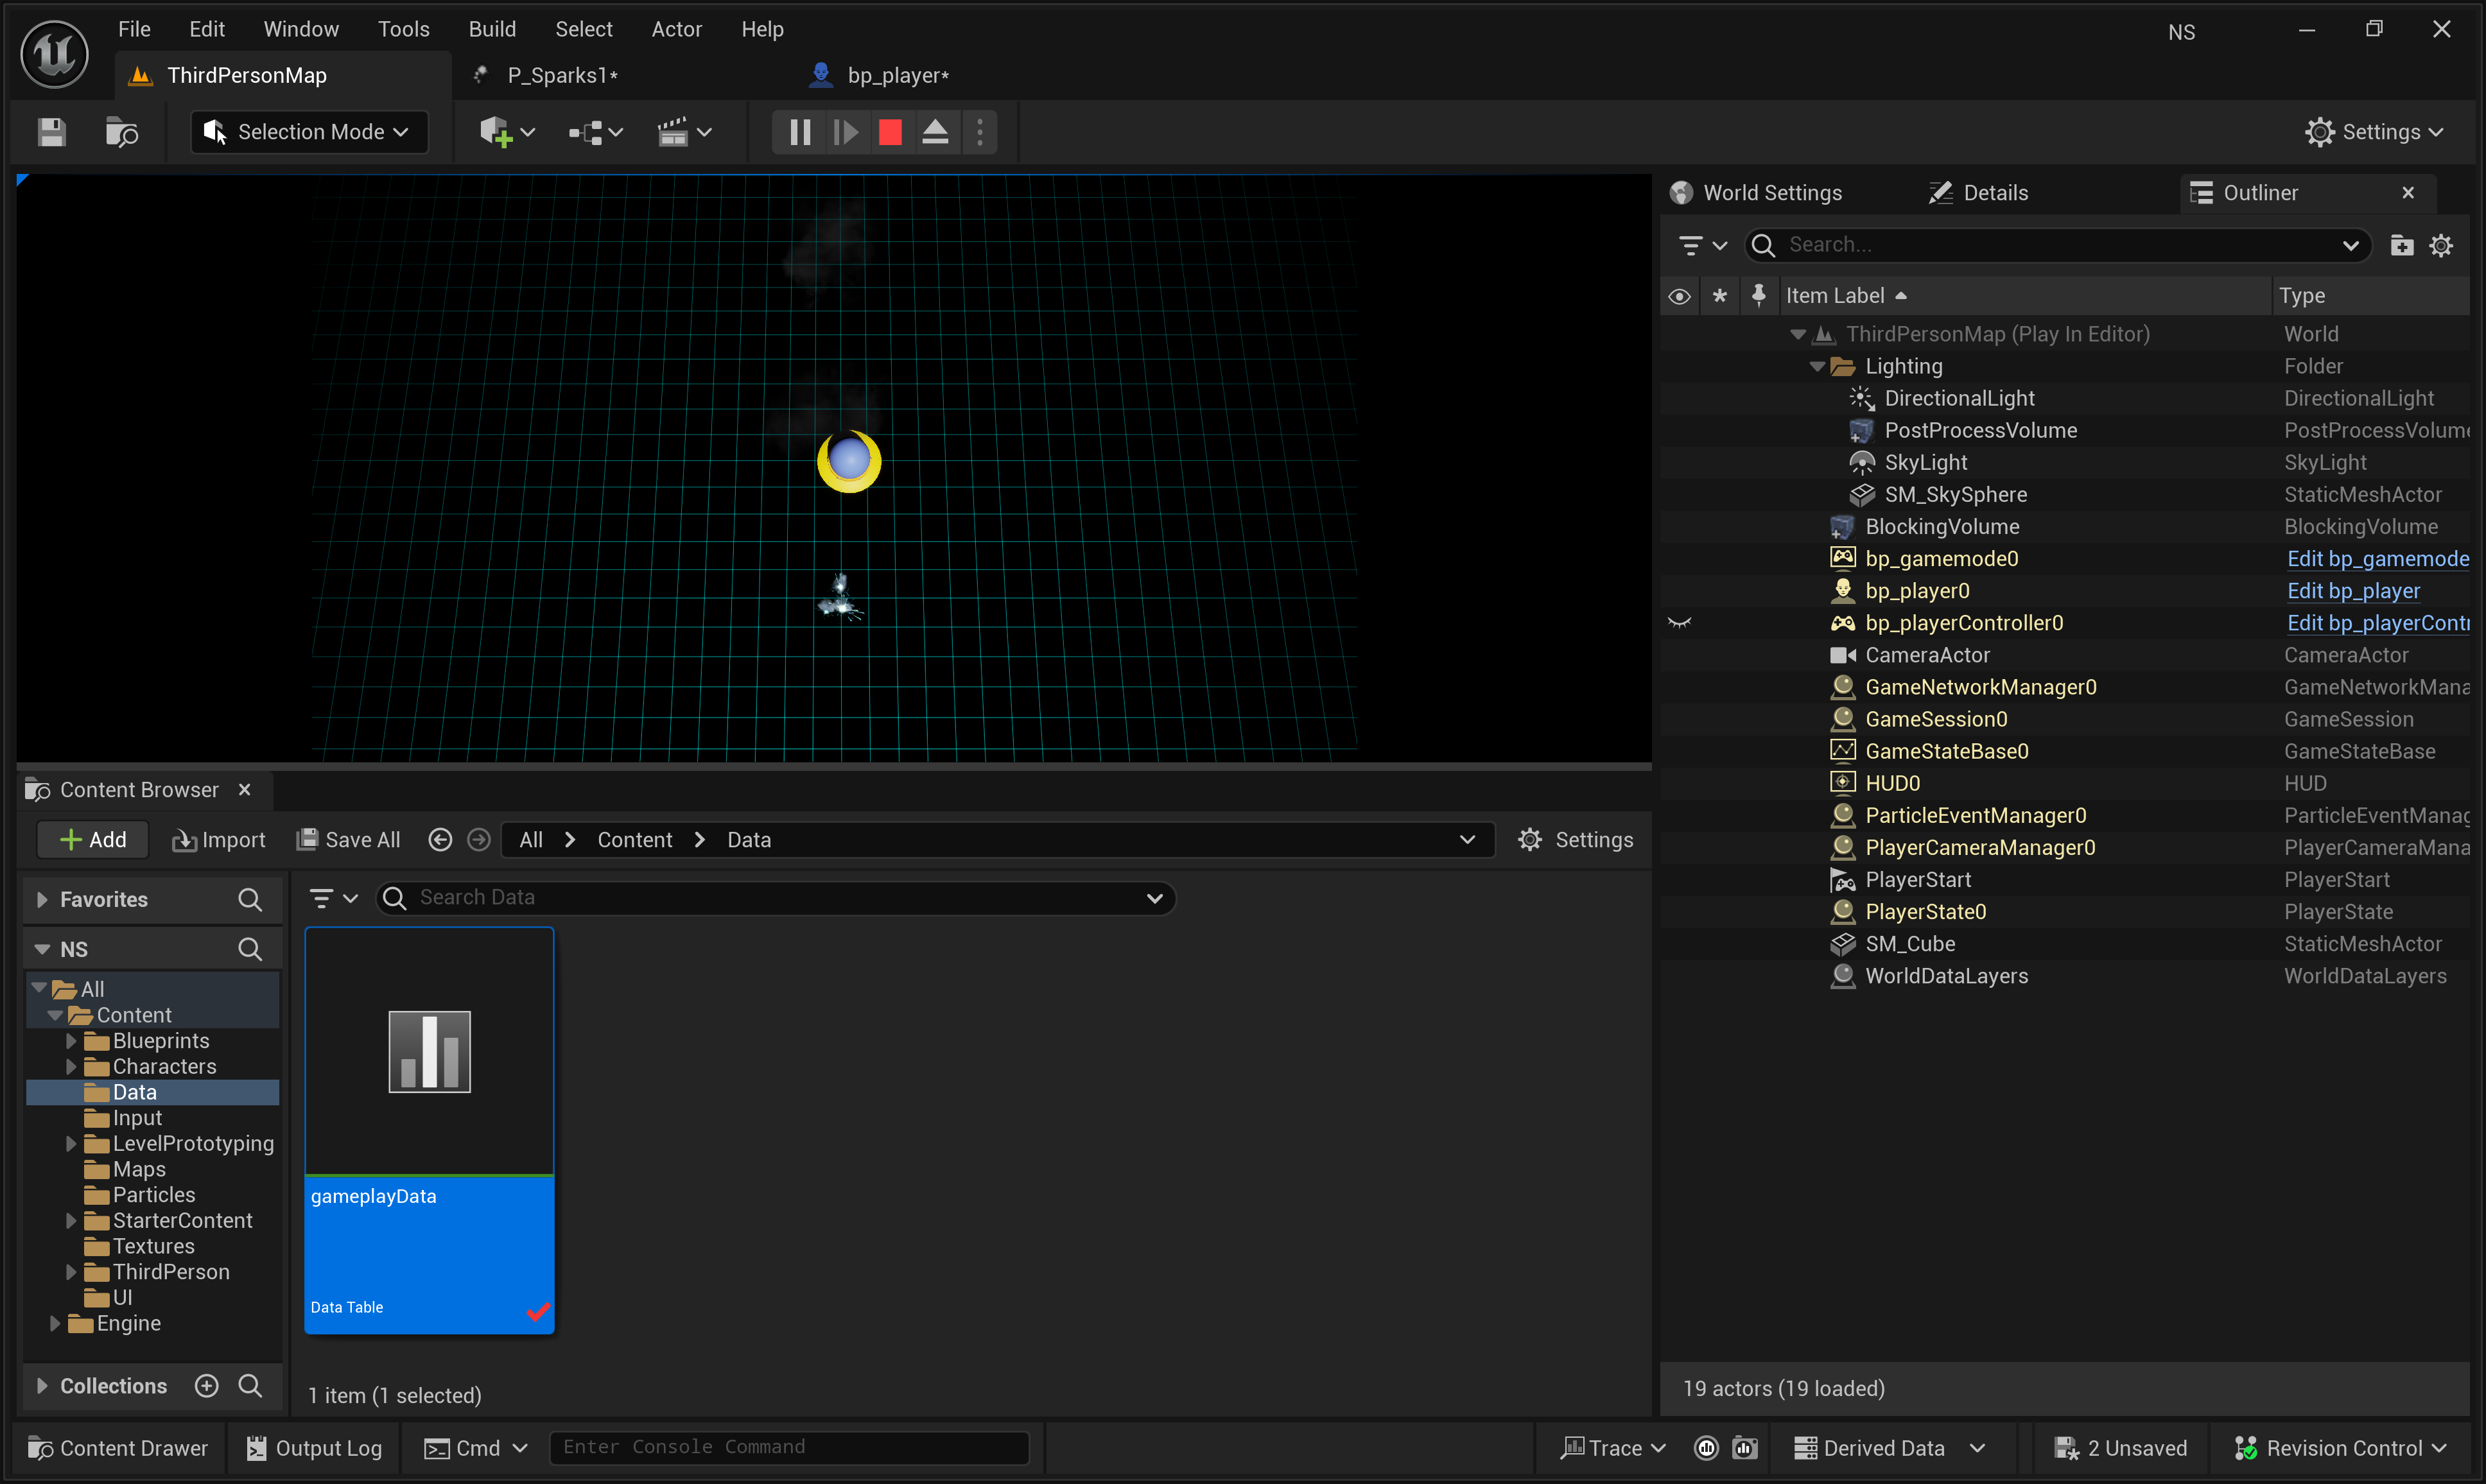 File Edit Window Tools Build Select Actor Help
NS
ThirdPersonMap
P_Sparks1*
bp_player*
Selection Mode
Settings
World Settings
Details
Outliner
Search...
Item Label
Type
ThirdPersonMap (Play In Editor) World
Lighting Folder
DirectionalLight DirectionalLight
PostProcessVolume PostProcessVolume
SkyLight SkyLight
SM_SkySphere StaticMeshActor
BlockingVolume BlockingVolume
bp_gamemode0 Edit bp_gamemode
bp_player0 Edit bp_player
bp_playerController0 Edit bp_playerContr
CameraActor CameraActor
GameNetworkManager0 GameNetworkMana
GameSession0 GameSession
GameStateBase0 GameStateBase
HUD0 HUD
ParticleEventManager0 ParticleEventManag
PlayerCameraManager0 PlayerCameraMana
PlayerStart PlayerStart
PlayerState0 PlayerState
SM_Cube StaticMeshActor
WorldDataLayers WorldDataLayers
19 actors (19 loaded)
Content Browser
Add
Import
Save All
All > Content > Data
Settings
Favorites
Search Data
NS
All
Content
Blueprints
Characters
Data
Input
LevelPrototyping
Maps
Particles
StarterContent
Textures
ThirdPerson
UI
Engine
Collections
gameplayData
Data Table
1 item (1 selected)
Content Drawer
Output Log
Cmd
Enter Console Command
Trace
Derived Data
2 Unsaved
Revision Control